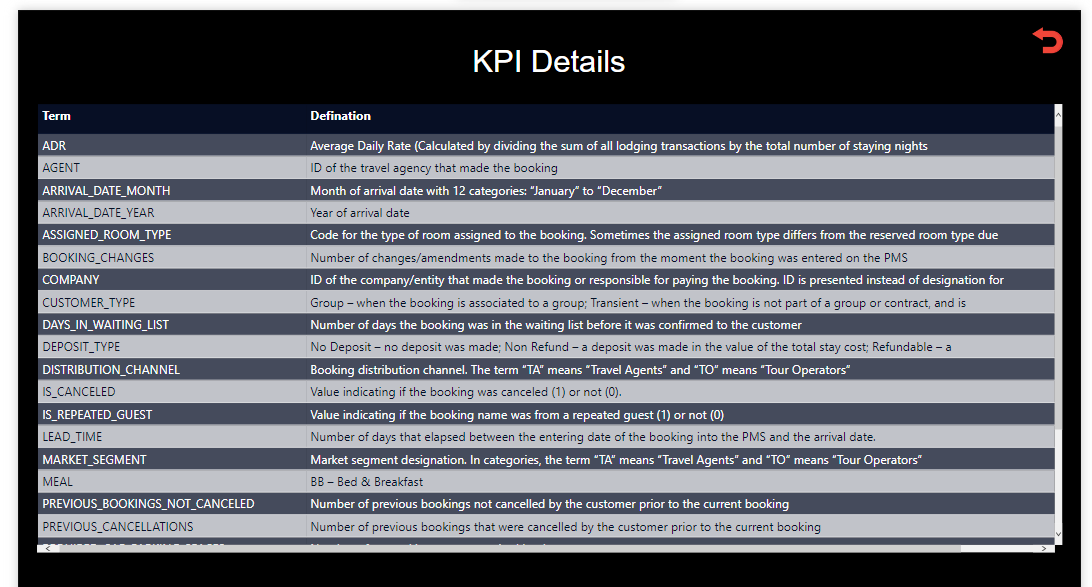 KPI Details
Term Defination
ADR Average Daily Rate (Calculated by dividing the sum of all lodging transactions by the total number of staying nights
AGENT ID of the travel agency that made the booking
ARRIVAL_DATE_MONTH Month of arrival date with 12 categories: “January” to “December”
ARRIVAL_DATE_YEAR Year of arrival date
ASSIGNED_ROOM_TYPE Code for the type of room assigned to the booking. Sometimes the assigned room type differs from the reserved room type due
BOOKING_CHANGES Number of changes/amendments made to the booking from the moment the booking was entered on the PMS
COMPANY ID of the company/entity that made the booking or responsible for paying the booking. ID is presented instead of designation for
CUSTOMER_TYPE Group – when the booking is associated to a group; Transient – when the booking is not part of a group or contract, and is
DAYS_IN_WAITING_LIST Number of days the booking was in the waiting list before it was confirmed to the customer
DEPOSIT_TYPE No Deposit – no deposit was made; Non Refund – a deposit was made in the value of the total stay cost; Refundable – a
DISTRIBUTION_CHANNEL Booking distribution channel. The term “TA” means “Travel Agents” and “TO” means “Tour Operators”
IS_CANCELED Value indicating if the booking was canceled (1) or not (0).
IS_REPEATED_GUEST Value indicating if the booking name was from a repeated guest (1) or not (0)
LEAD_TIME Number of days that elapsed between the entering date of the booking into the PMS and the arrival date.
MARKET_SEGMENT Market segment designation. In categories, the term “TA” means “Travel Agents” and “TO” means “Tour Operators”
MEAL BB – Bed & Breakfast
PREVIOUS_BOOKINGS_NOT_CANCELED Number of previous bookings not cancelled by the customer prior to the current booking
PREVIOUS_CANCELLATIONS Number of previous bookings that were cancelled by the customer prior to the current booking